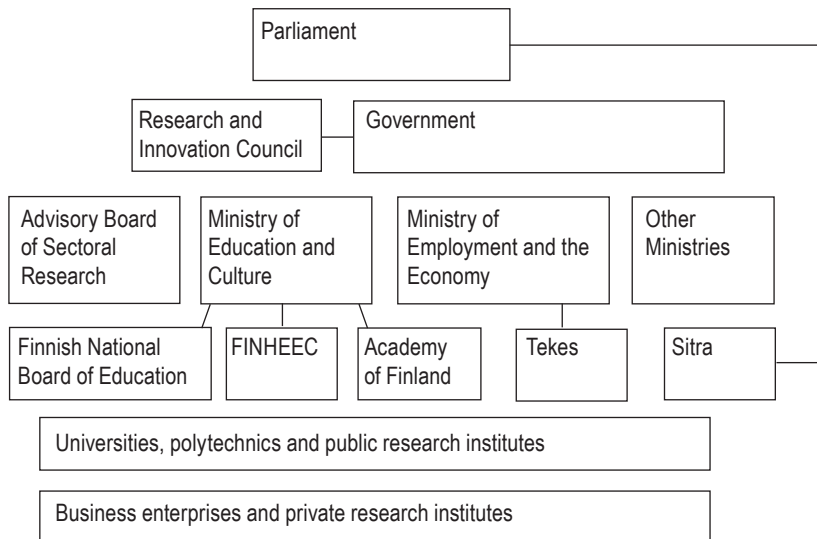 Parliament
Research and
Innovation Council
Government
Advisory Board
of Sectoral
Research
Ministry of
Education and
Culture
Ministry of
Employment and the
Economy
Other
Ministries
Finnish National
Board of Education
FINHEEC
Academy
of Finland
Tekes
Sitra
Universities, polytechnics and public research institutes
Business enterprises and private research institutes